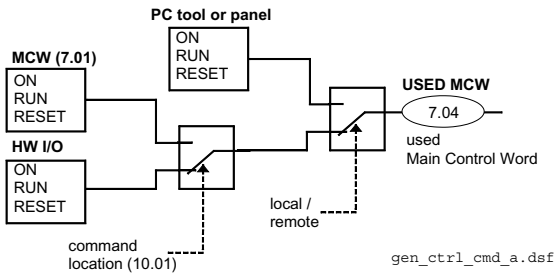 PC tool or panel
ON
RUN
RESET
MCW (7.01)
ON
RUN
RESET
USED MCW
7.04
used
Main Control Word
HW I/O
ON
RUN
RESET
local /
remote
command
location (10.01)
gen_ctrl_cmd_a.dsf